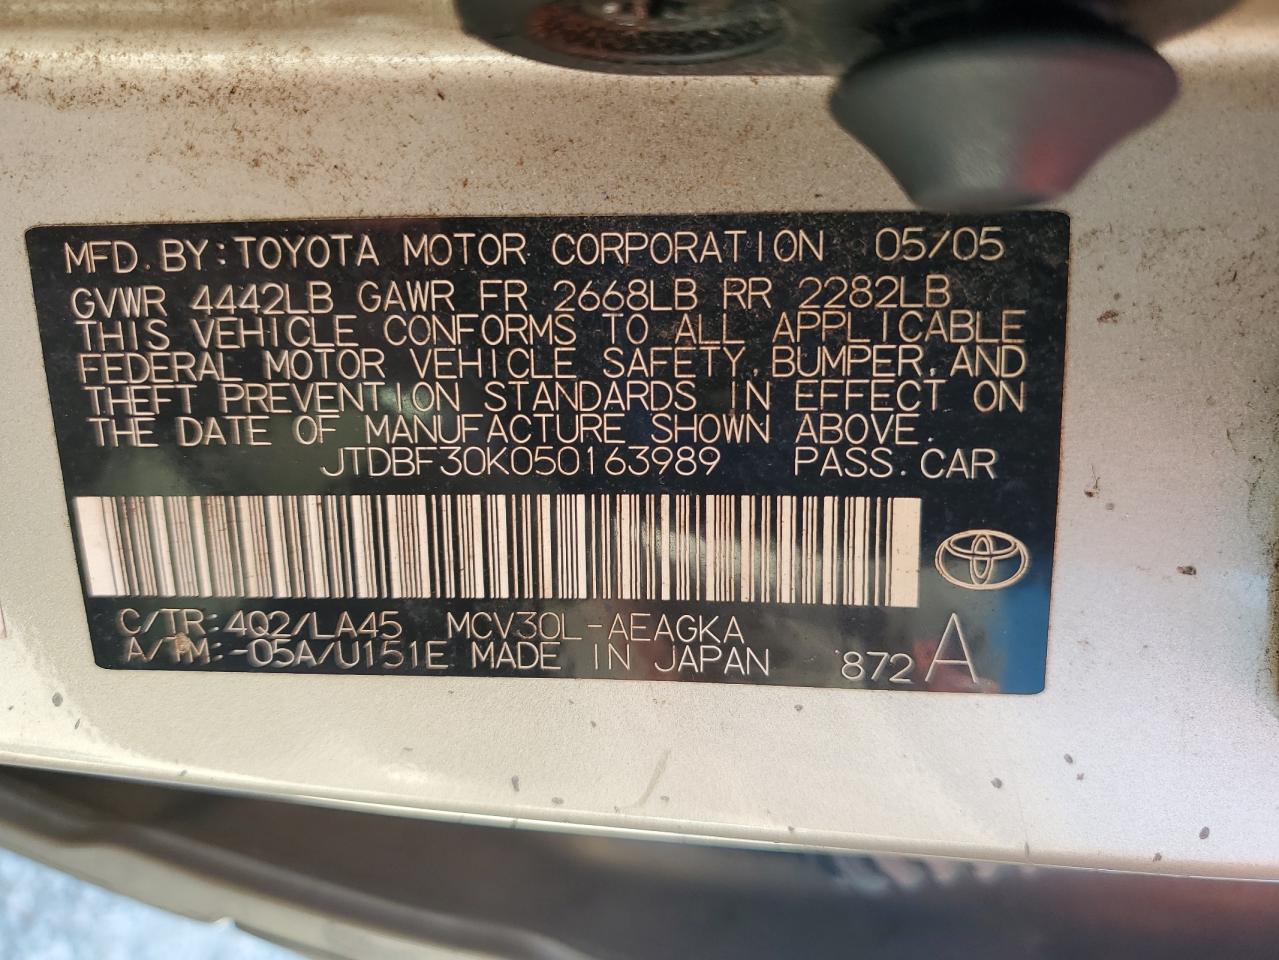 MFD. BY: TOYOTA MOTOR CORPORATION 05/05
GVWR 4442LB GAWR FR 2668LB RR 2282LB
THIS VEHICLE CONFORMS TO ALL APPLICABLE
FEDERAL MOTOR VEHICLE SAFETY, BUMPER, AND
THEFT PREVENTION STANDARDS IN EFFECT ON
THE DATE OF MANUFACTURE SHOWN ABOVE.
JTDBF30K050163989 PASS. CAR
C/TR: 4Q2/LA45 MCV30L-AEAGKA
A/TM: -05A/U151E MADE IN JAPAN 872 A